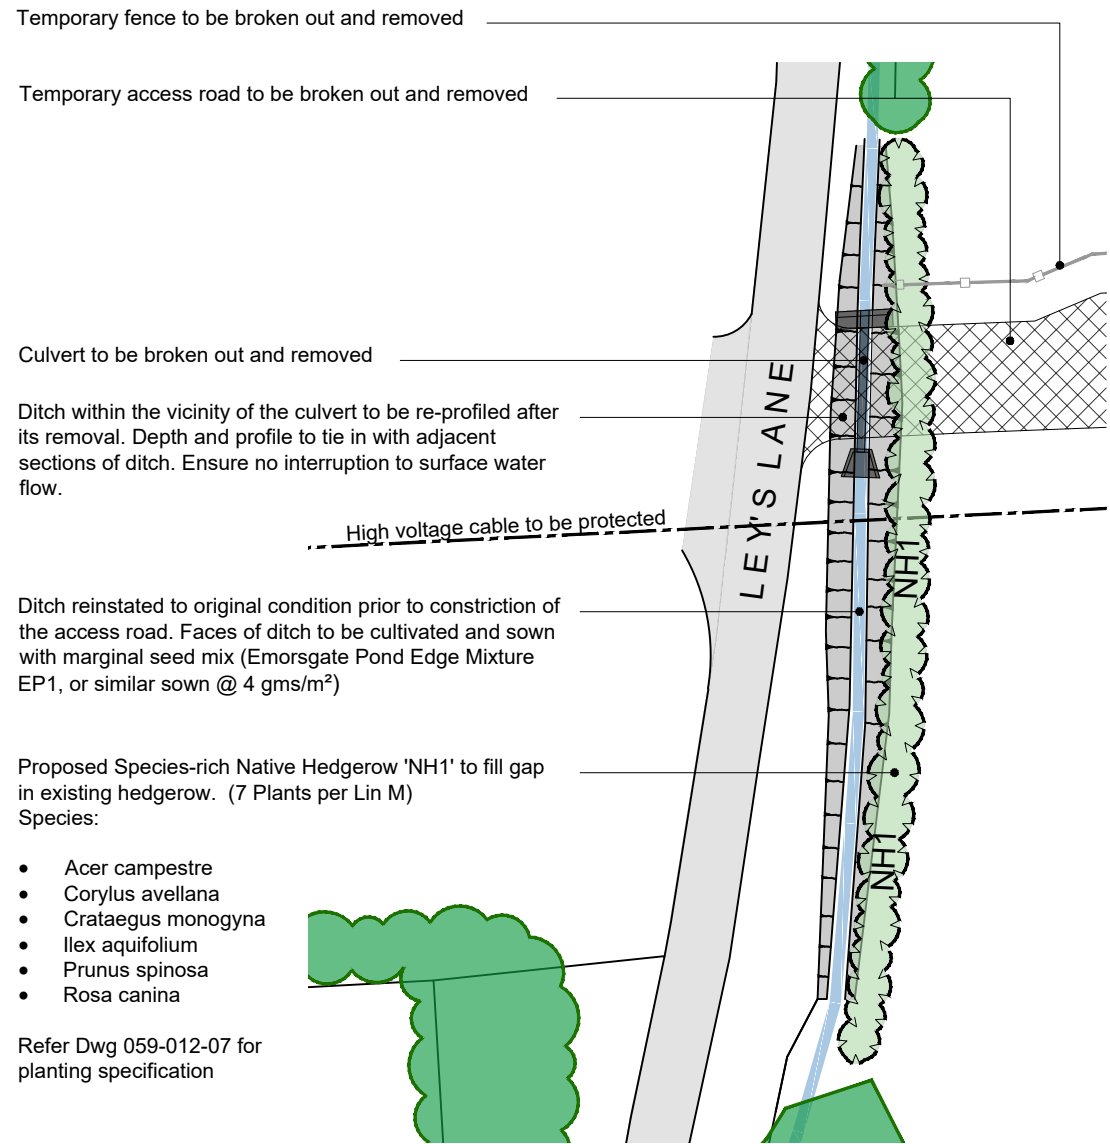 Temporary fence to be broken out and removed
Temporary access road to be broken out and removed
Culvert to be broken out and removed
Ditch within the vicinity of the culvert to be re-profiled after
its removal. Depth and profile to tie in with adjacent
sections of ditch. Ensure no interruption to surface water
flow.
LEY'S LANE
High voltage cable to be protected
NH1
Ditch reinstated to original condition prior to constriction of
the access road. Faces of ditch to be cultivated and sown
with marginal seed mix (Emorsgate Pond Edge Mixture
EP1, or similar sown @ 4 gms/m²)
Proposed Species-rich Native Hedgerow 'NH1' to fill gap
in existing hedgerow.  (7 Plants per Lin M)
Species:
NH1
• Acer campestre
• Corylus avellana
• Crataegus monogyna
• Ilex aquifolium
• Prunus spinosa
• Rosa canina
Refer Dwg 059-012-07 for
planting specification